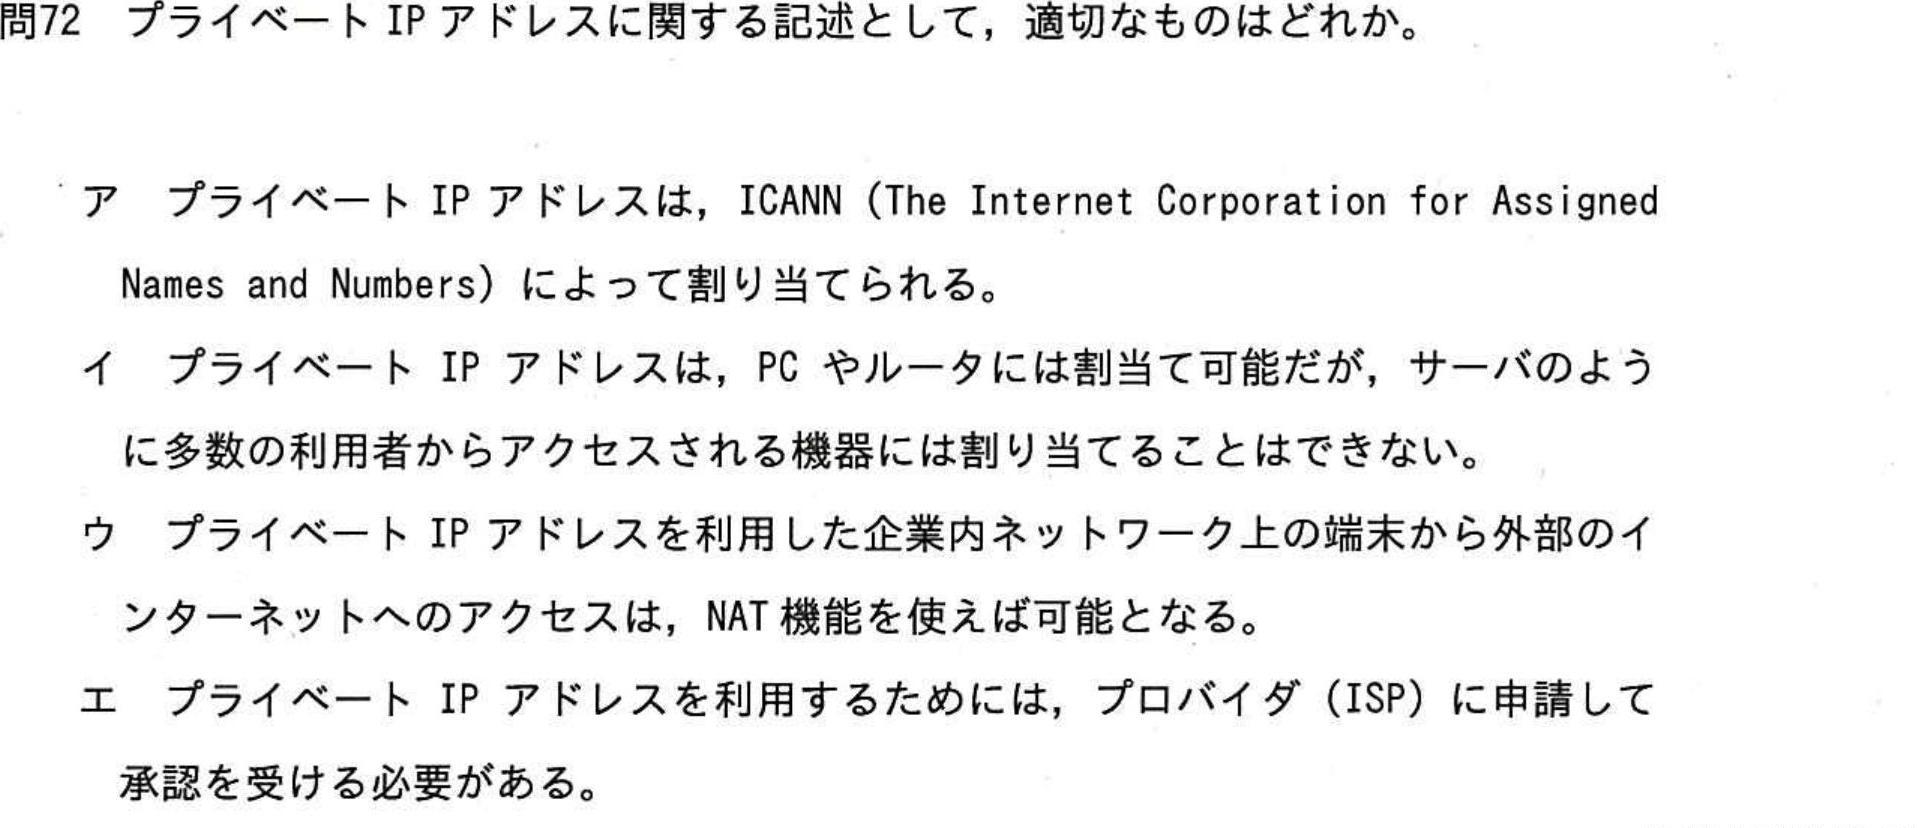 問72　プライベート IP アドレスに関する記述として，適切なものはどれか。
ア　プライベート IP アドレスは，ICANN（The Internet Corporation for Assigned
Names and Numbers）によって割り当てられる。
イ　プライベート IP アドレスは，PC やルータには割当て可能だが，サーバのよう
に多数の利用者からアクセスされる機器には割り当てることはできない。
ウ　プライベート IP アドレスを利用した企業内ネットワーク上の端末から外部のイ
ンターネットへのアクセスは，NAT 機能を使えば可能となる。
エ　プライベート IP アドレスを利用するためには，プロバイダ（ISP）に申請して
承認を受ける必要がある。